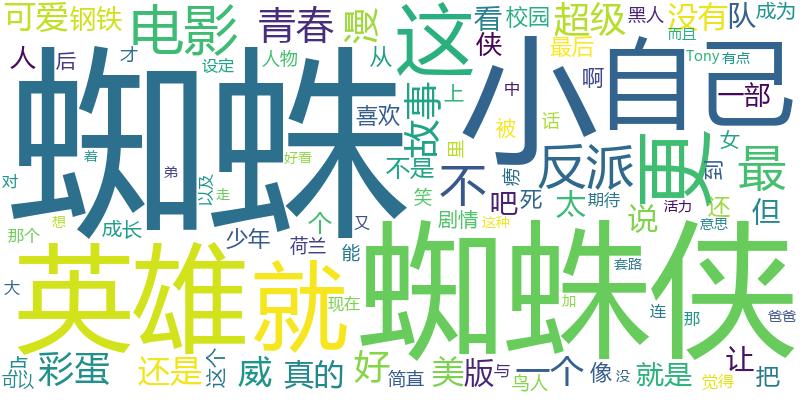 可爱 钢铁 电影 青春 漫 这 看 校园 超级 黑人 没有 队 成为
人 后 才 设定 人物 从 侠 最后 啊 中 而且 Tony 有点
蜘蛛 喜欢 故事 上 小 自己 一部
被 话 里 不是 不 反派 更 到 女 最
对 着 弟 以及 好看 走 笑 吧 死 痨 太 期待 说 活力 还 但
那个 想 成长 少年 个 又 荷兰 能 剧情 这种 意思
英雄 就 蜘蛛侠 套路
大 现在 加 连 那 爸爸
点 可以 彩蛋 还是 这个 威 真的 好 简直 美 版 与 鸟人 一个 像 没 就是 觉得 让 把